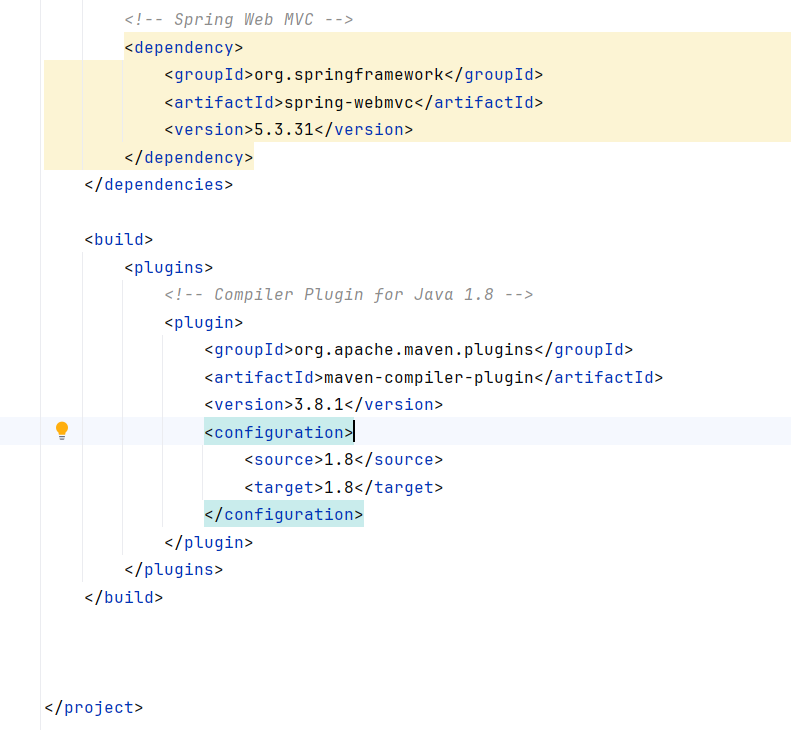 <!-- Spring Web MVC -->
<dependency>
<groupId>org.springframework</groupId>
<artifactId>spring-webmvc</artifactId>
<version>5.3.31</version>
</dependency>
</dependencies>
<build>
<plugins>
<!-- Compiler Plugin for Java 1.8 -->
<plugin>
<groupId>org.apache.maven.plugins</groupId>
<artifactId>maven-compiler-plugin</artifactId>
<version>3.8.1</version>
<configuration>
<source>1.8</source>
<target>1.8</target>
</configuration>
</plugin>
</plugins>
</build>
</project>